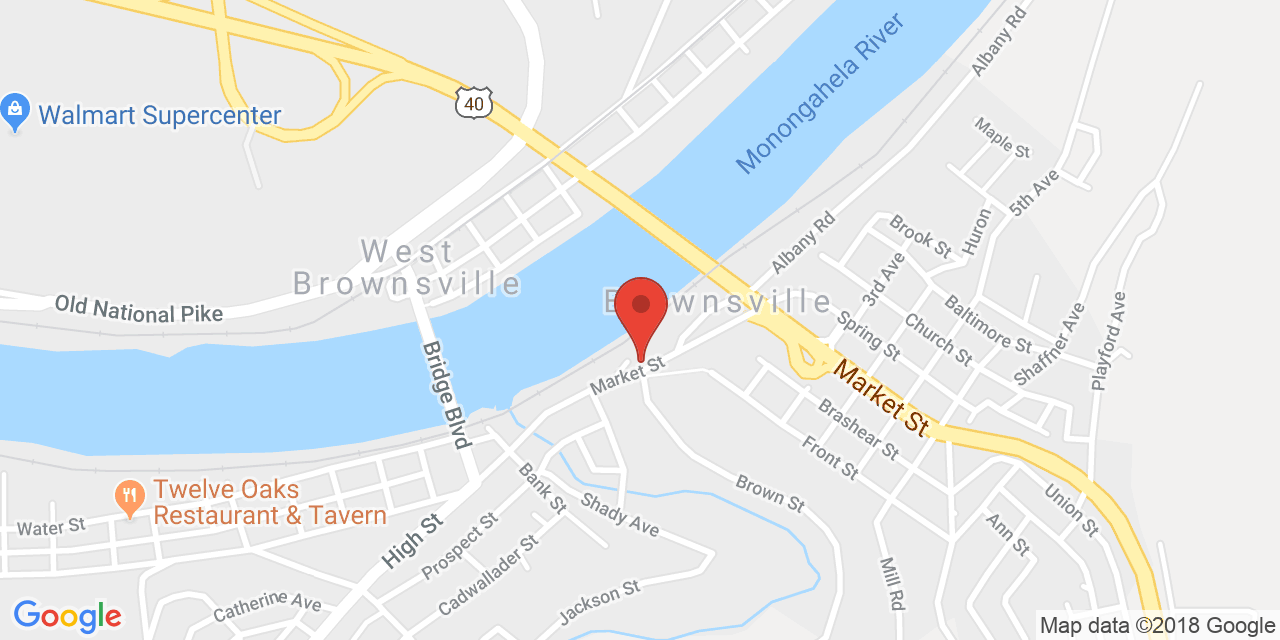 Albany Rd
Monongahela River
40
Walmart Supercenter
Maple St
5th Ave
Huron
Brook St
Albany Rd
West
Brownsville
3rd Ave
Old National Pike
Baltimore St
Church St
Spring St
Shaffner Ave
Playford Ave
Bridge Blvd
Market St
Market St
Brashear St
Front St
Brown St
Bank St
Shady Ave
Twelve Oaks
Restaurant & Tavern
Water St
High St
Prospect St
Cadwallader St
Jackson St
Catherine Ave
Union St
Ann St
Mill Rd
Google
Map data ©2018 Google